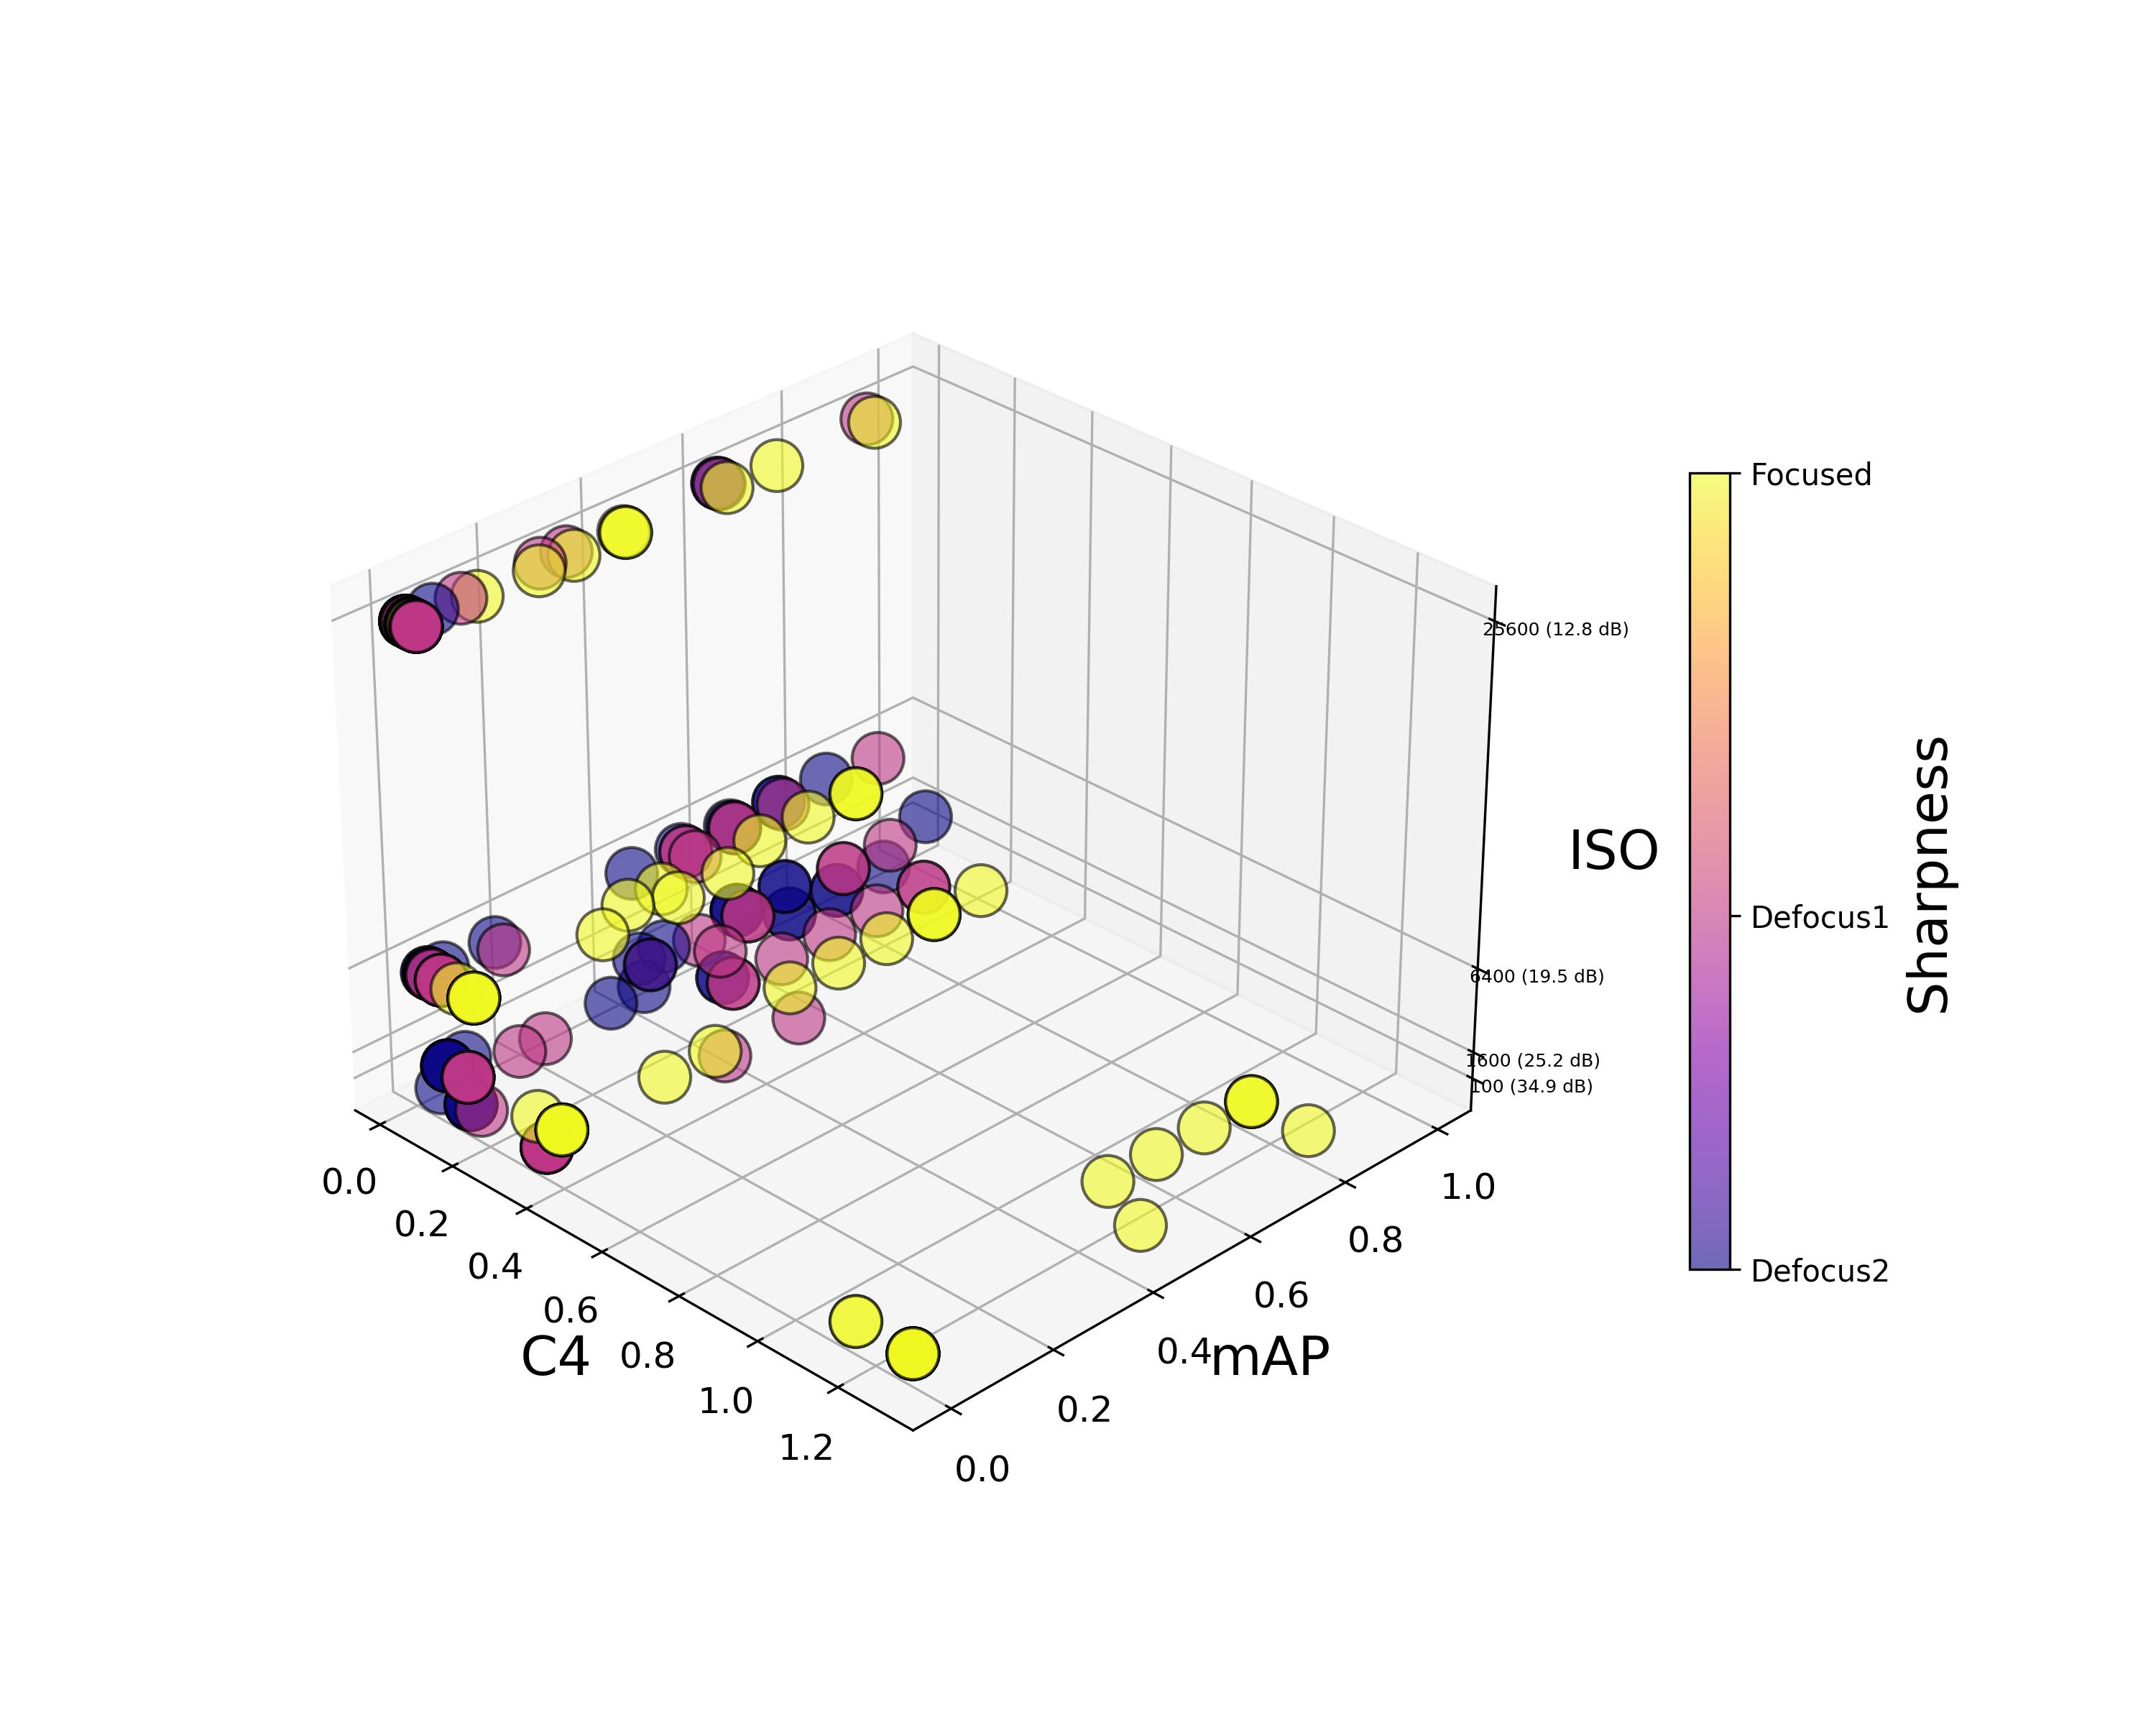 Focused
25600 (12.8 dB)
Sharpness
ISO
Defocus1
6400 (19.5 dB)
1600 (25.2 dB)
100 (34.9 dB)
Defocus2
0.0
0.2
0.4
0.6
0.8
1.0
1.2
C4
0.0
0.2
0.4
0.6
0.8
1.0
mAP